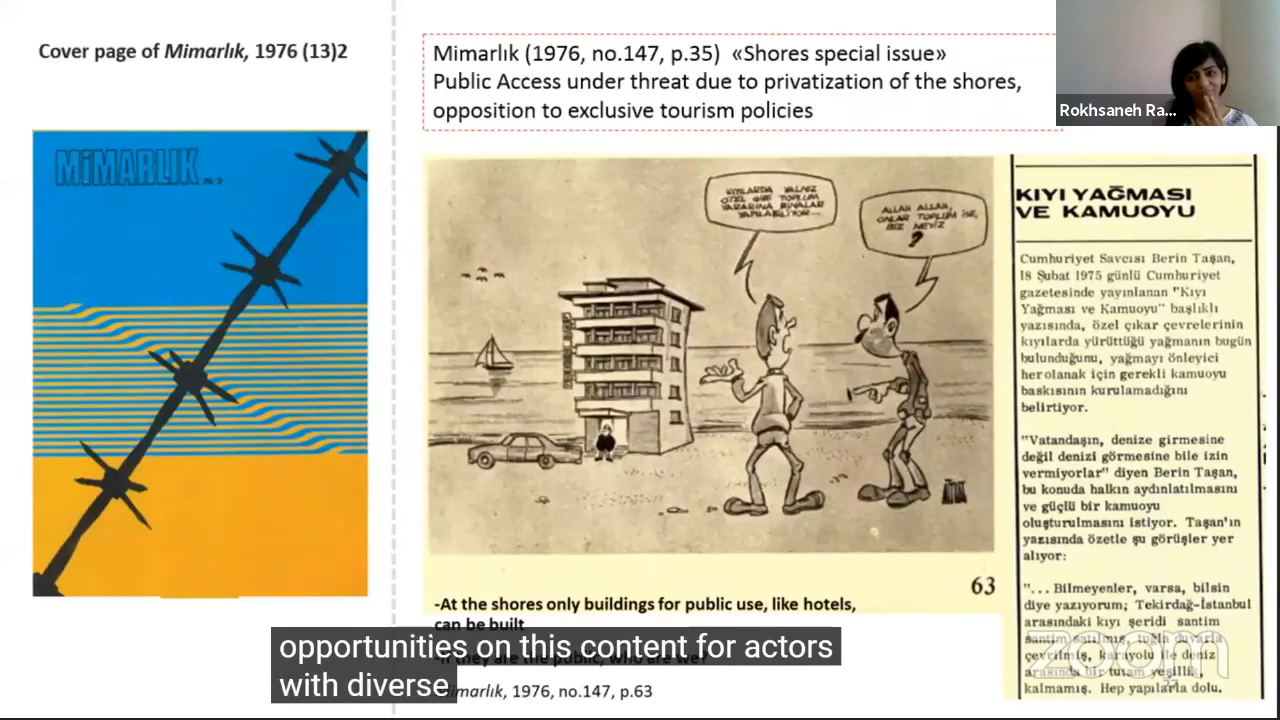 Cover page of Mimarlık, 1976 (13)2
MİMARLIK
Mimarlık (1976, no.147, p.35) «Shores special issue»
Public Access under threat due to privatization of the shores,
opposition to exclusive tourism policies
Rokhsaneh Ra...
KIYILARDA YALNIZ
OTEL GİBİ TOPLUM
YARARINA BİNALAR
YAPILABİLİYOR...
ALLAH ALLAH,
ONLAR TOPLUM İSE,
BİZ NEYİZ
?
63
-At the shores only buildings for public use, like hotels,
can be built
-If they are the public, who are we?
Mimarlık, 1976, no.147, p.63
KIYI YAĞMASI
VE KAMUOYU
Cumhuriyet Savcısı Berin Taşan,
18 Şubat 1975 günlü Cumhuriyet
gazetesinde yayınlanan "Kıyı
Yağması ve Kamuoyu" başlıklı
yazısında, özel çıkar çevrelerinin
kıyılarda yürüttüğü yağmanın bugün
bulunduğunu, yağmayı önleyici
her olanak için gerekli kamuoyu
baskısının kurulamadığını
belirtiyor.
"Vatandaşın, denize girmesine
değil denizi görmesine bile izin
vermiyorlar" diyen Berin Taşan,
bu konuda halkın aydınlatılmasını
ve güçlü bir kamuoyu
oluşturulmasını istiyor. Taşan'ın
yazısında özetle şu görüşler yer
alıyor:
"... Bilmeyenler, varsa, bilsin
diye yazıyorum; Tekirdağ-İstanbul
arasındaki kıyı şeridi santim
santim satılmış, tuğla duvarla
çevrilmiş, karayolu ile deniz
arasında bir tutam yeşillik,
kalmamış. Hep yapılarla dolu.
zoom
opportunities on this content for actors
with diverse